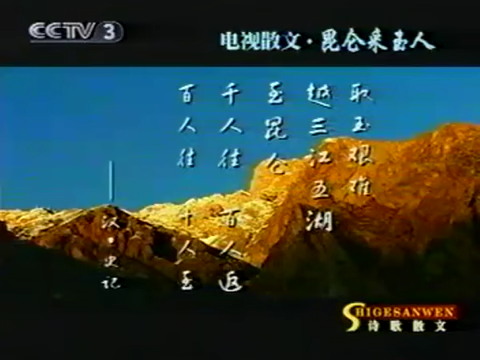 CCTV 3
电视散文·昆仑采玉人
取玉艰难
越三江五湖
至昆仑
千人往 百人返
百人往 十人至
——汉·史记
SHIGESANWEN
诗歌散文